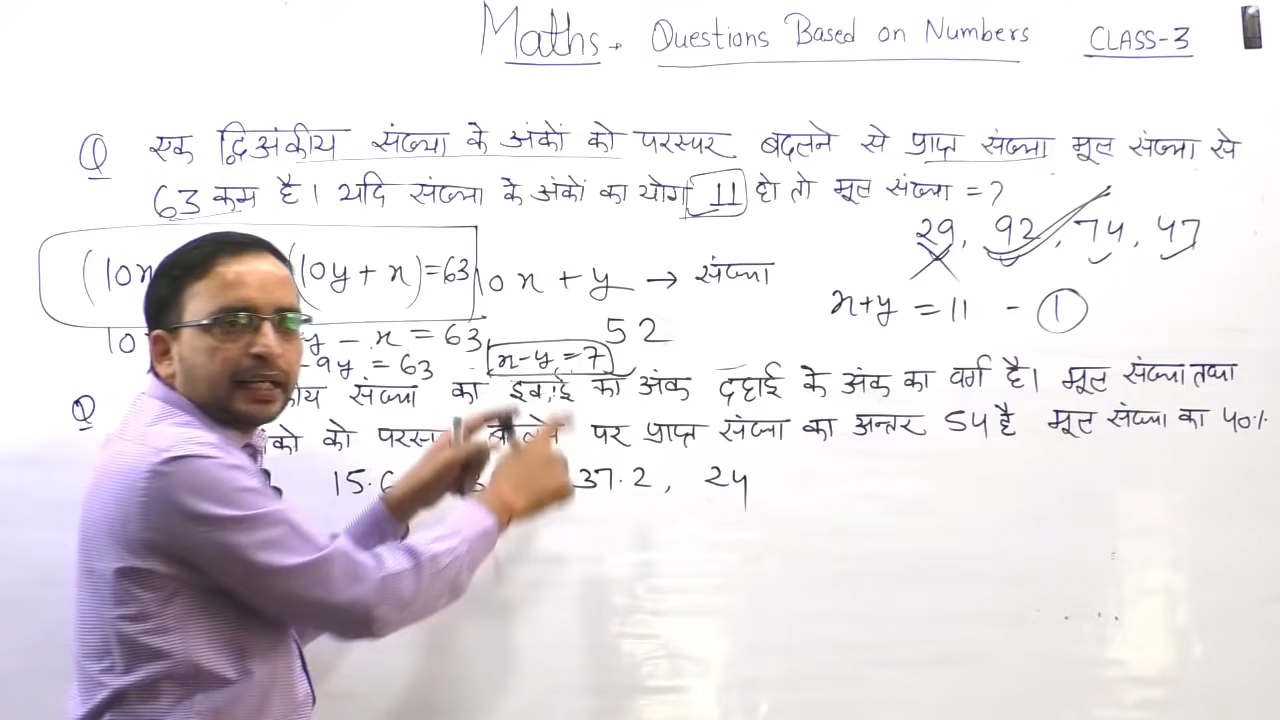 Maths. Questions Based on Numbers CLASS-3
Q एक द्विअंकीय संख्या के अंकों को परस्पर बदलने से प्राप्त संख्या मूल संख्या से
63 कम है। यदि संख्या के अंकों का योग 11 हो तो मूल संख्या = ?
29, 92, 74, 47
(10x (10y + x) = 63 10x + y → संख्या
x+y = 11 - 1
10 y - x = 63 52
- 9y = 63 x-y = 7
Q संख्या का इकाई का अंक दहाई के अंक का वर्ग है। मूल संख्या तथा
को परस्पर पर प्राप्त संख्या का अन्तर 54 है मूल संख्या का 40%
15.6 37.2, 24